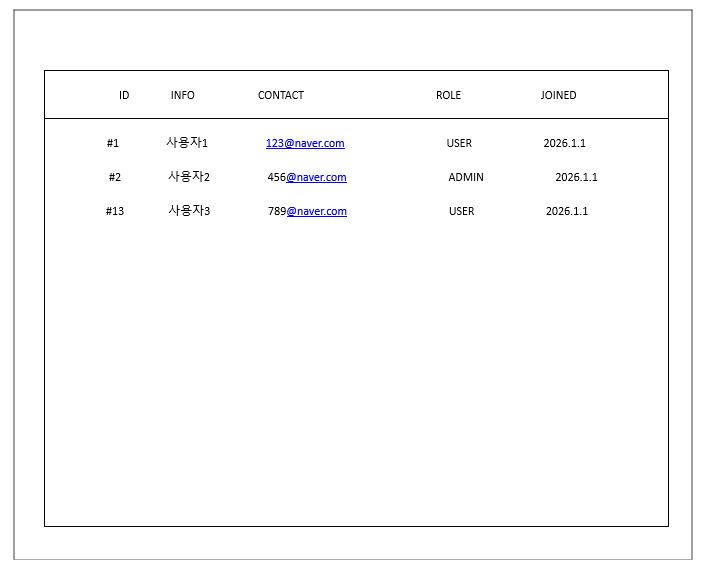 ID INFO CONTACT ROLE JOINED
#1 사용자1 123@naver.com USER 2026.1.1
#2 사용자2 456@naver.com ADMIN 2026.1.1
#13 사용자3 789@naver.com USER 2026.1.1